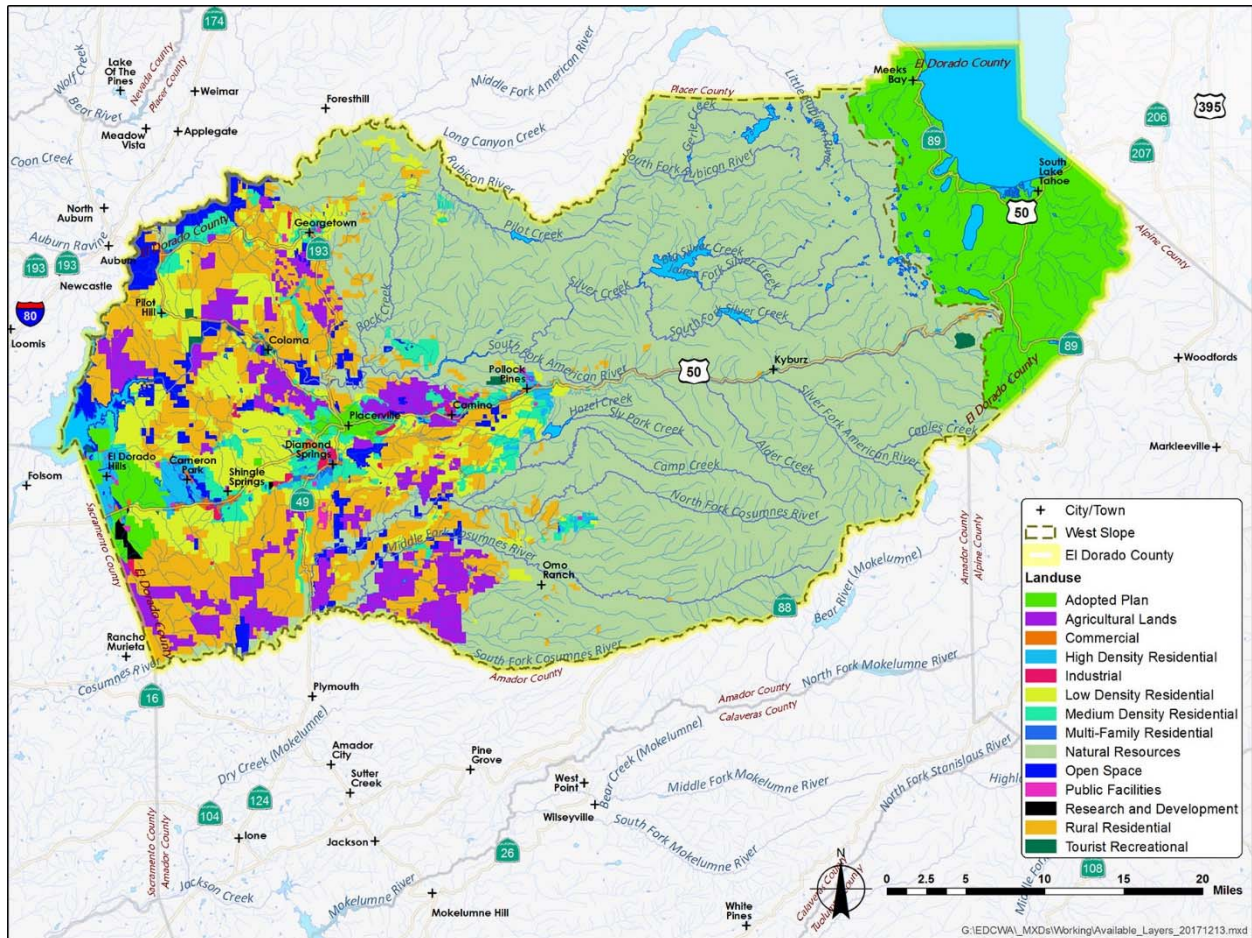 174
Lake
Of The
Pines
Wolf Creek
Bear River
Nevada County
Placer County
Weimar
Meadow
Vista
Applegate
Coon Creek
Foresthill
Middle Fork American River
Long Canyon Creek
Rubicon River
Placer County
Gerle Creek
Little Rubicon River
South Fork Rubicon River
Meeks
Bay
El Dorado County
89
395
206
207
South
Lake
Tahoe
50
Alpine County
North
Auburn
Auburn Ravine
Auburn
193
193
Newcastle
80
Loomis
Dorado County
Georgetown
193
Pilot Creek
Pilot
Hill
Coloma
Rock Creek
Silver Creek
South Fork Silver Creek
South Fork American River
50
Kyburz
89
Woodfords
Pollock
Pines
Camino
Placerville
Diamond
Springs
Hazel Creek
Sly Park Creek
Alder Creek
Silver Fork American River
Caples Creek
El Dorado County
Markleeville
Camp Creek
North Fork Cosumnes River
Folsom
El Dorado
Hills
Cameron
Park
Shingle
Springs
49
Sacramento County
El Dorado County
Middle Fork Cosumnes River
Omo
Ranch
88
Bear River (Mokelumne)
Amador County
Alpine County
Rancho
Murieta
Cosumnes River
South Fork Cosumnes River
Amador County
16
Plymouth
Dry Creek (Mokelumne)
Amador
City
Sutter
Creek
Pine
Grove
West
Point
Wilseyville
Bear Creek (Mokelumne)
Amador County
Calaveras County
North Fork Mokelumne River
Middle Fork Mokelumne River
South Fork Mokelumne River
North Fork Stanislaus River
104
124
Ione
Jackson
26
Sacramento County
Amador County
Jackson Creek
Mokelumne River
Mokelumne Hill
White
Pines
Calaveras County
Tuolumne County
108
City/Town
West Slope
El Dorado County
Landuse
Adopted Plan
Agricultural Lands
Commercial
High Density Residential
Industrial
Low Density Residential
Medium Density Residential
Multi-Family Residential
Natural Resources
Open Space
Public Facilities
Research and Development
Rural Residential
Tourist Recreational
N
0 1.25 2.5 5 10 15 20
Miles
G:\EDCWA\_MXDs\Working\Available_Layers_20171213.mxd